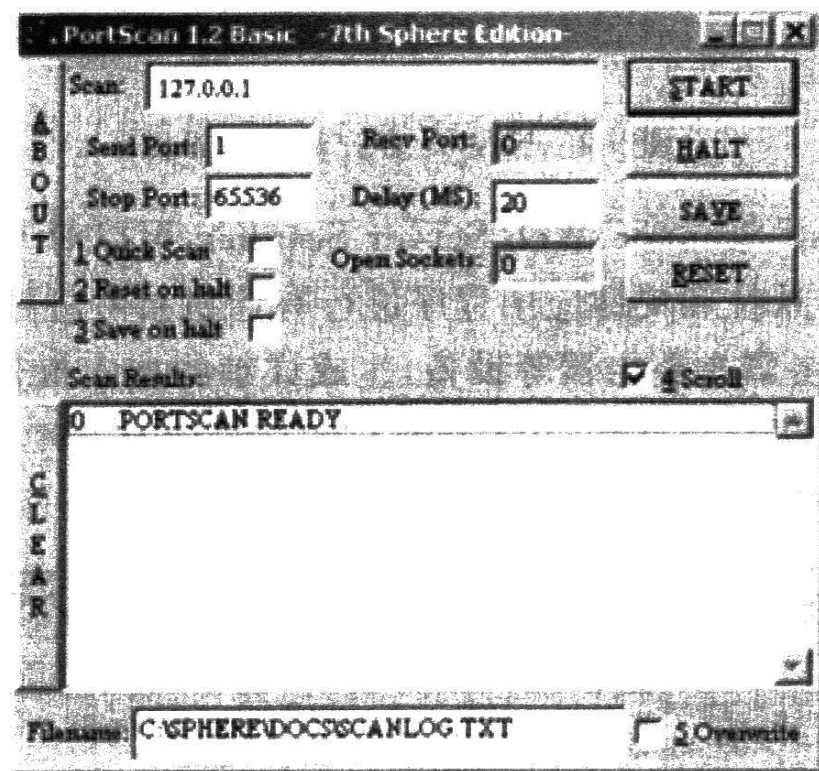 PortScan 1.2 Basic -7th Sphere Edition-
Scan: 127.0.0.1
START
ABOUT
Send Port: 1
Recv Port: 0
HALT
Stop Port: 65536
Delay (MS): 20
SAVE
1 Quick Scan
Open Sockets: 0
RESET
2 Reset on halt
3 Save on halt
Scan Results:
4 Scroll
0 PORTSCAN READY
CLEAR
Filename: C:\SPHERE\DOCS\SCANLOG.TXT
5 Overwrite